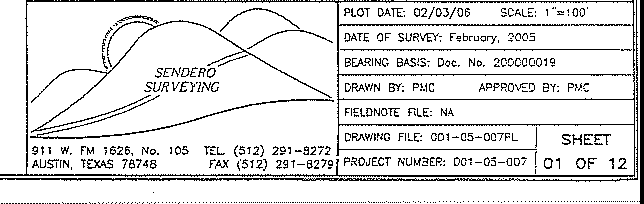 SENDERO
SURVEYING
911 W. FM 1626, No. 105 TEL (512) 291-8272
AUSTIN, TEXAS 78748 FAX (512) 291-8279
PLOT DATE: 02/03/06 SCALE: 1"=100'
DATE OF SURVEY: February, 2005
BEARING BASIS: Doc. No. 200000019
DRAWN BY: PMC APPROVED BY: PMC
FIELDNOTE FILE: NA
DRAWING FILE: 001-05-007PL
PROJECT NUMBER: 001-05-007
SHEET
01 OF 12